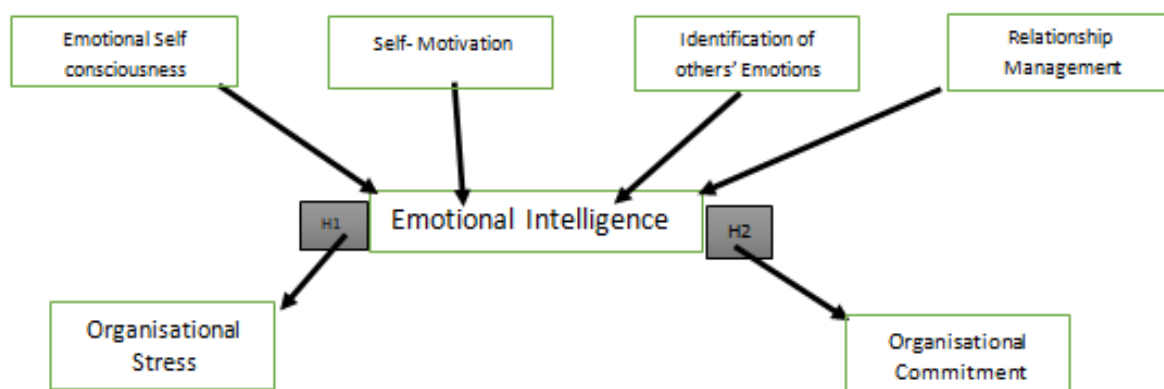 Emotional Self
consciousness
Self- Motivation
Identification of
others' Emotions
Relationship
Management
H1
Emotional Intelligence
H2
Organisational
Stress
Organisational
Commitment